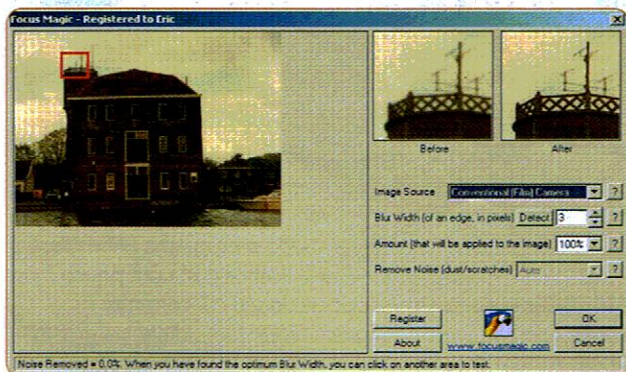 Focus Magic - Registered to Eric
Before
After
Image Source Conventional (Film) Camera ?
Blur Width (of an edge, in pixels) Detect 3 ?
Amount (that will be applied to the image) 100% ?
Remove Noise (dust/scratches) Auto ?
Register
OK
About
www.focusmagic.com
Cancel
Noise Removed = 0.0%. When you have found the optimum Blur Width, you can click on another area to test.